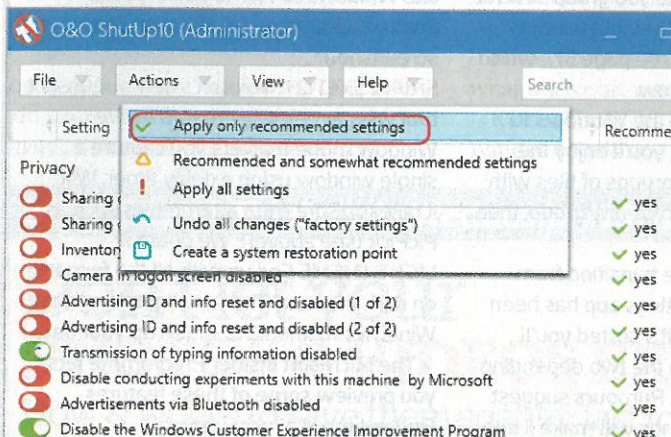 O&O ShutUp10 (Administrator)
File Actions View Help Search
Setting Recomme
Apply only recommended settings
Recommended and somewhat recommended settings
Apply all settings
Undo all changes ("factory settings")
Create a system restoration point
Privacy
Sharing yes
Sharing yes
Inventor yes
Camera in logon screen disabled yes
Advertising ID and info reset and disabled (1 of 2) yes
Advertising ID and info reset and disabled (2 of 2) yes
Transmission of typing information disabled yes
Disable conducting experiments with this machine by Microsoft yes
Advertisements via Bluetooth disabled yes
Disable the Windows Customer Experience Improvement Program yes